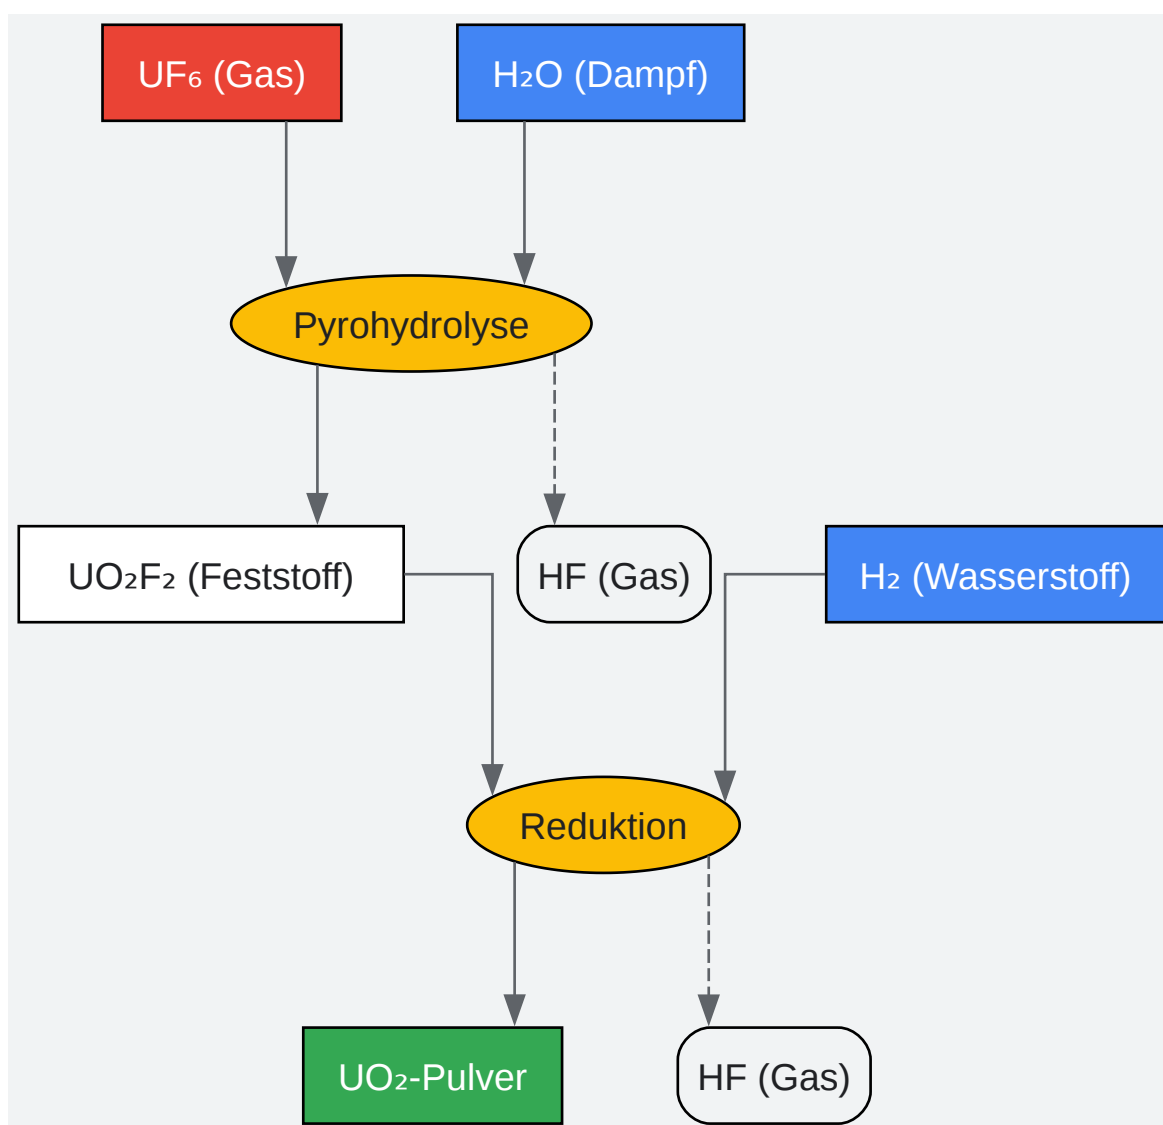 UF₆ (Gas)
H₂O (Dampf)
Pyrohydrolyse
UO₂F₂ (Feststoff)
HF (Gas)
H₂ (Wasserstoff)
Reduktion
UO₂-Pulver
HF (Gas)